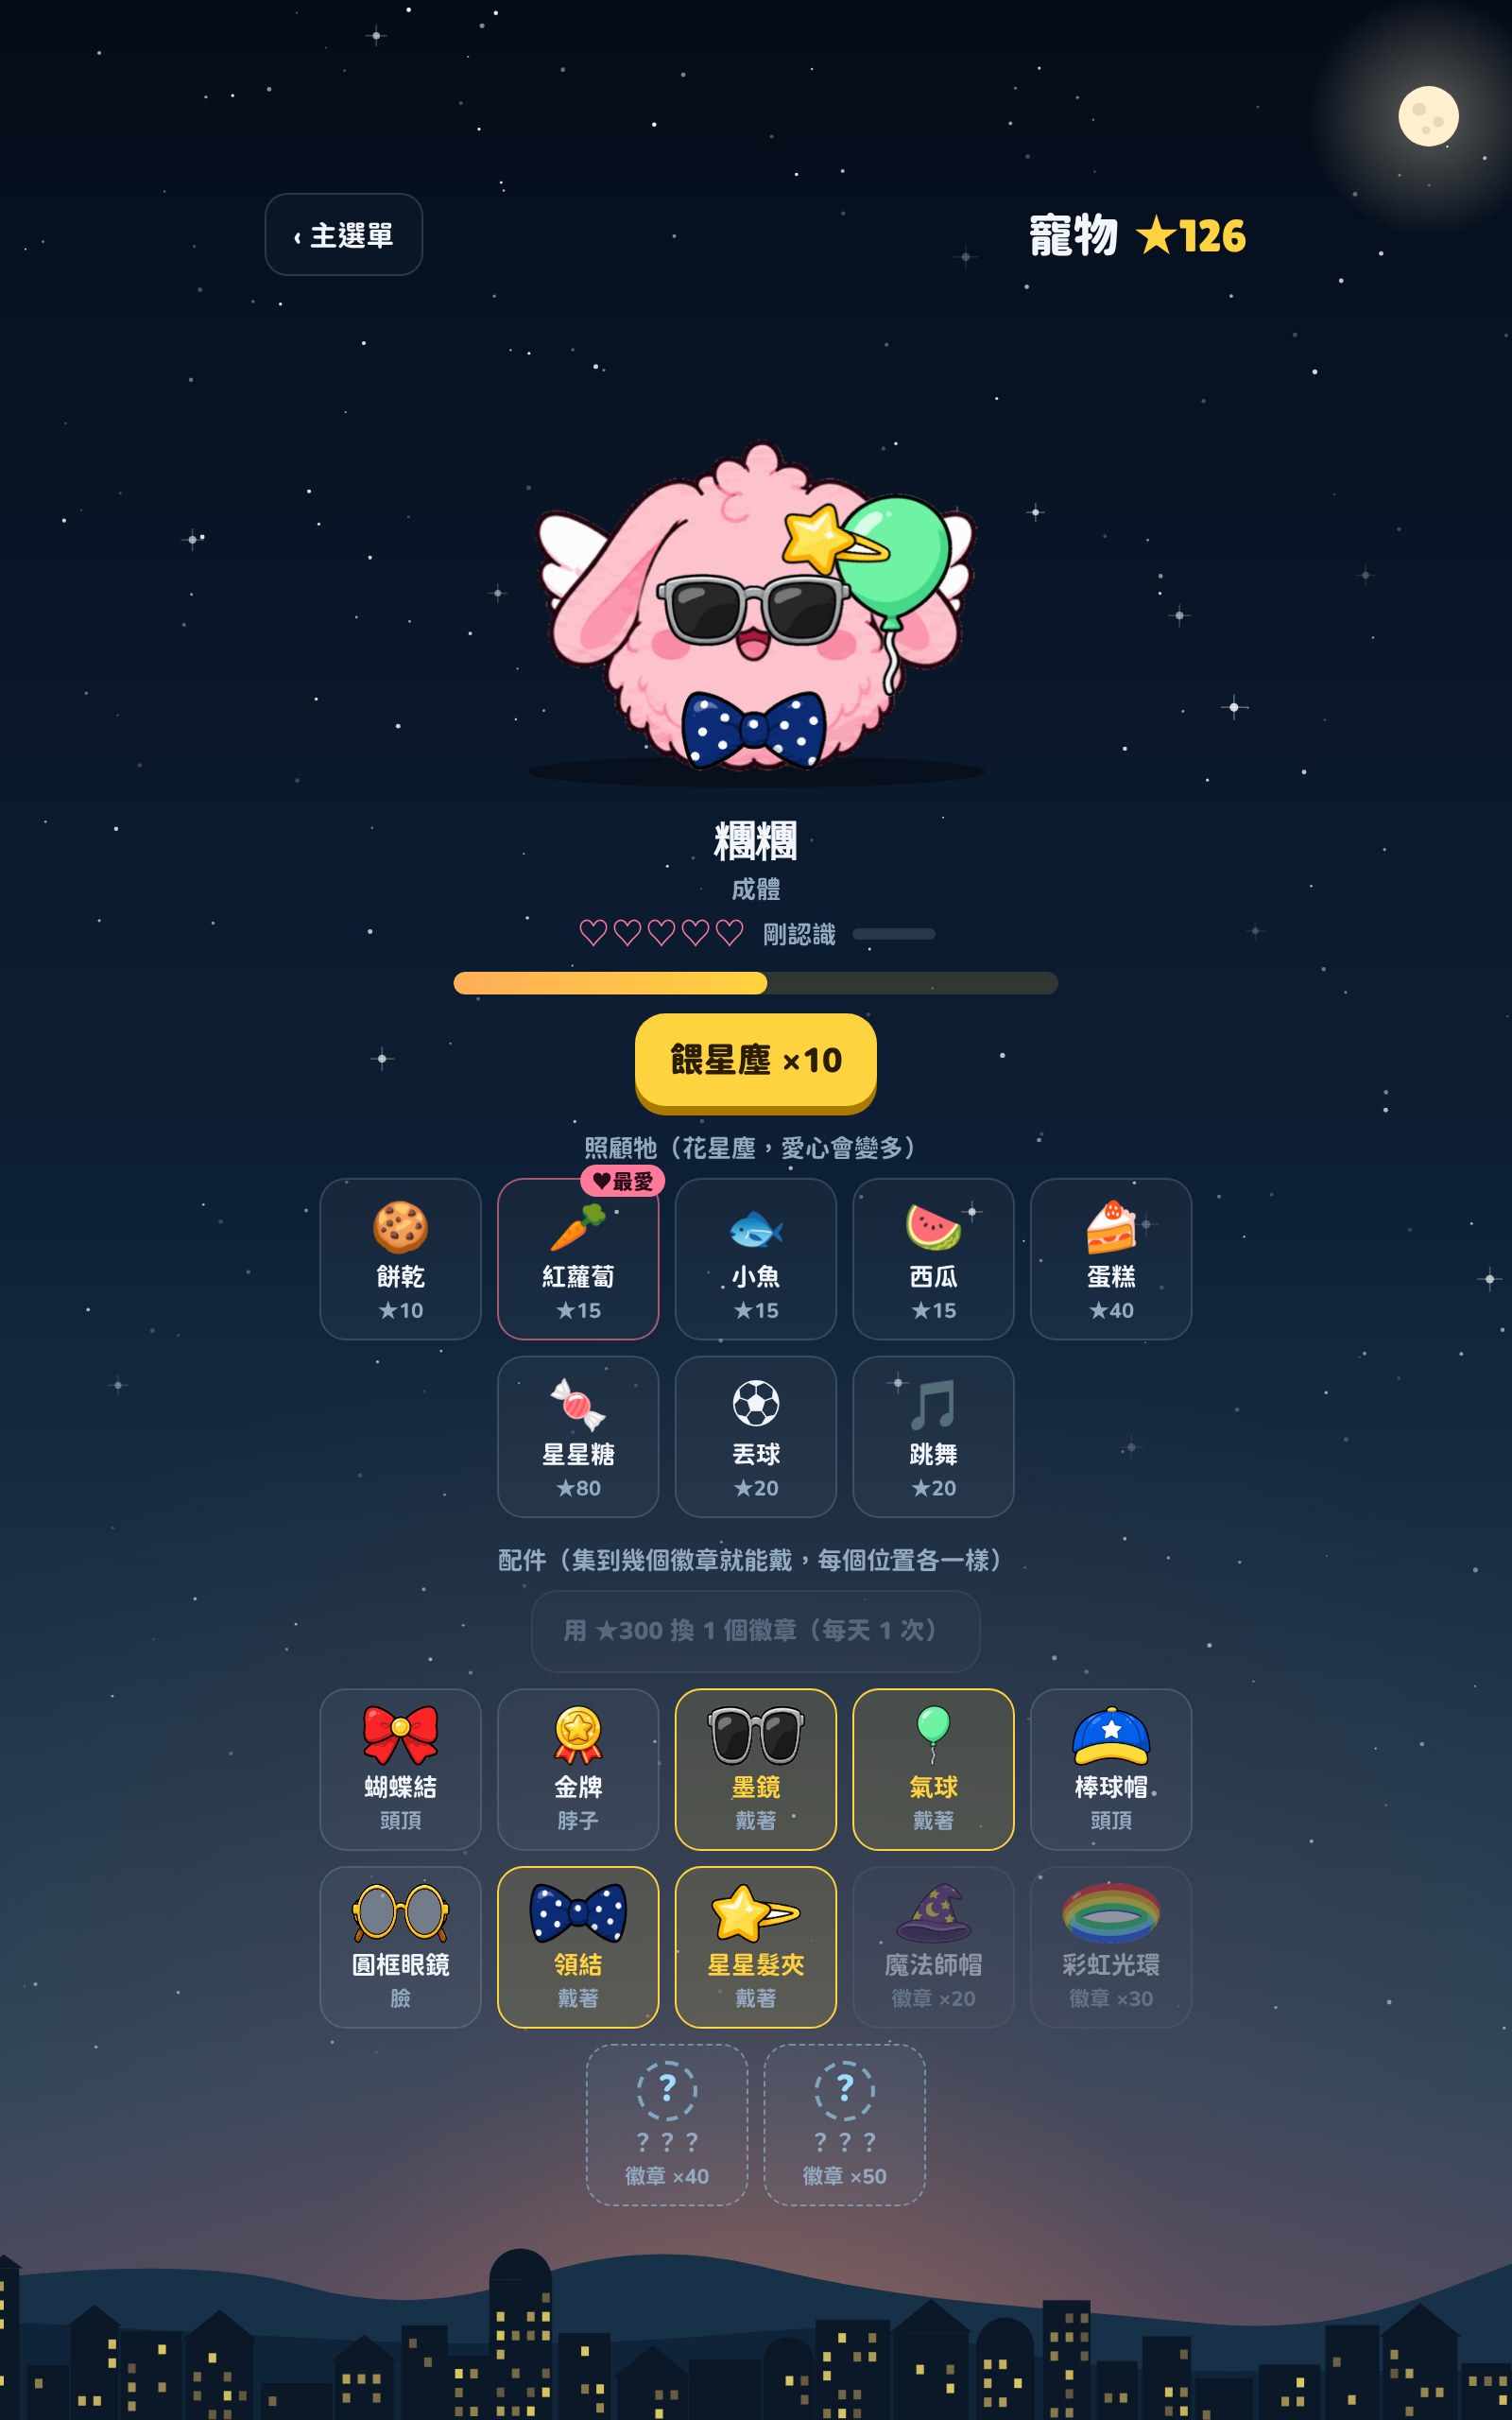 ‹ 主選單
寵物 ★126
糰糰
成體
♡♡♡♡♡ 剛認識
餵星塵 ×10
照顧牠（花星塵，愛心會變多）
♥最愛
餅乾 紅蘿蔔 小魚 西瓜 蛋糕
★10 ★15 ★15 ★15 ★40
星星糖 丟球 跳舞
★80 ★20 ★20
配件（集到幾個徽章就能戴，每個位置各一樣）
用 ★300 換 1 個徽章（每天 1 次）
蝴蝶結 金牌 墨鏡 氣球 棒球帽
頭頂 脖子 戴著 戴著 頭頂
圓框眼鏡 領結 星星髮夾 魔法師帽 彩虹光環
臉 戴著 戴著 徽章 ×20 徽章 ×30
? ?
？？？ ？？？
徽章 ×40 徽章 ×50